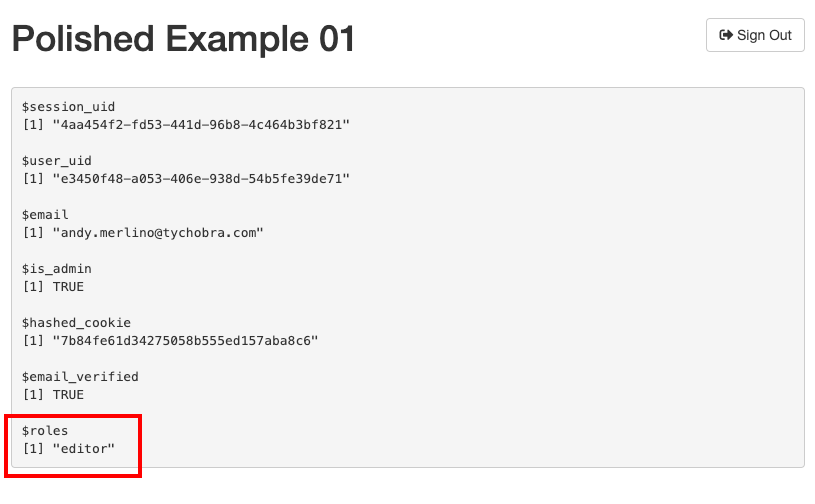 Polished Example 01
Sign Out
$session_uid
[1] "4aa454f2-fd53-441d-96b8-4c464b3bf821"
$user_uid
[1] "e3450f48-a053-406e-938d-54b5fe39de71"
$email
[1] "andy.merlino@tychobra.com"
$is_admin
[1] TRUE
$hashed_cookie
[1] "7b84fe61d34275058b555ed157aba8c6"
$email_verified
[1] TRUE
$roles
[1] "editor"